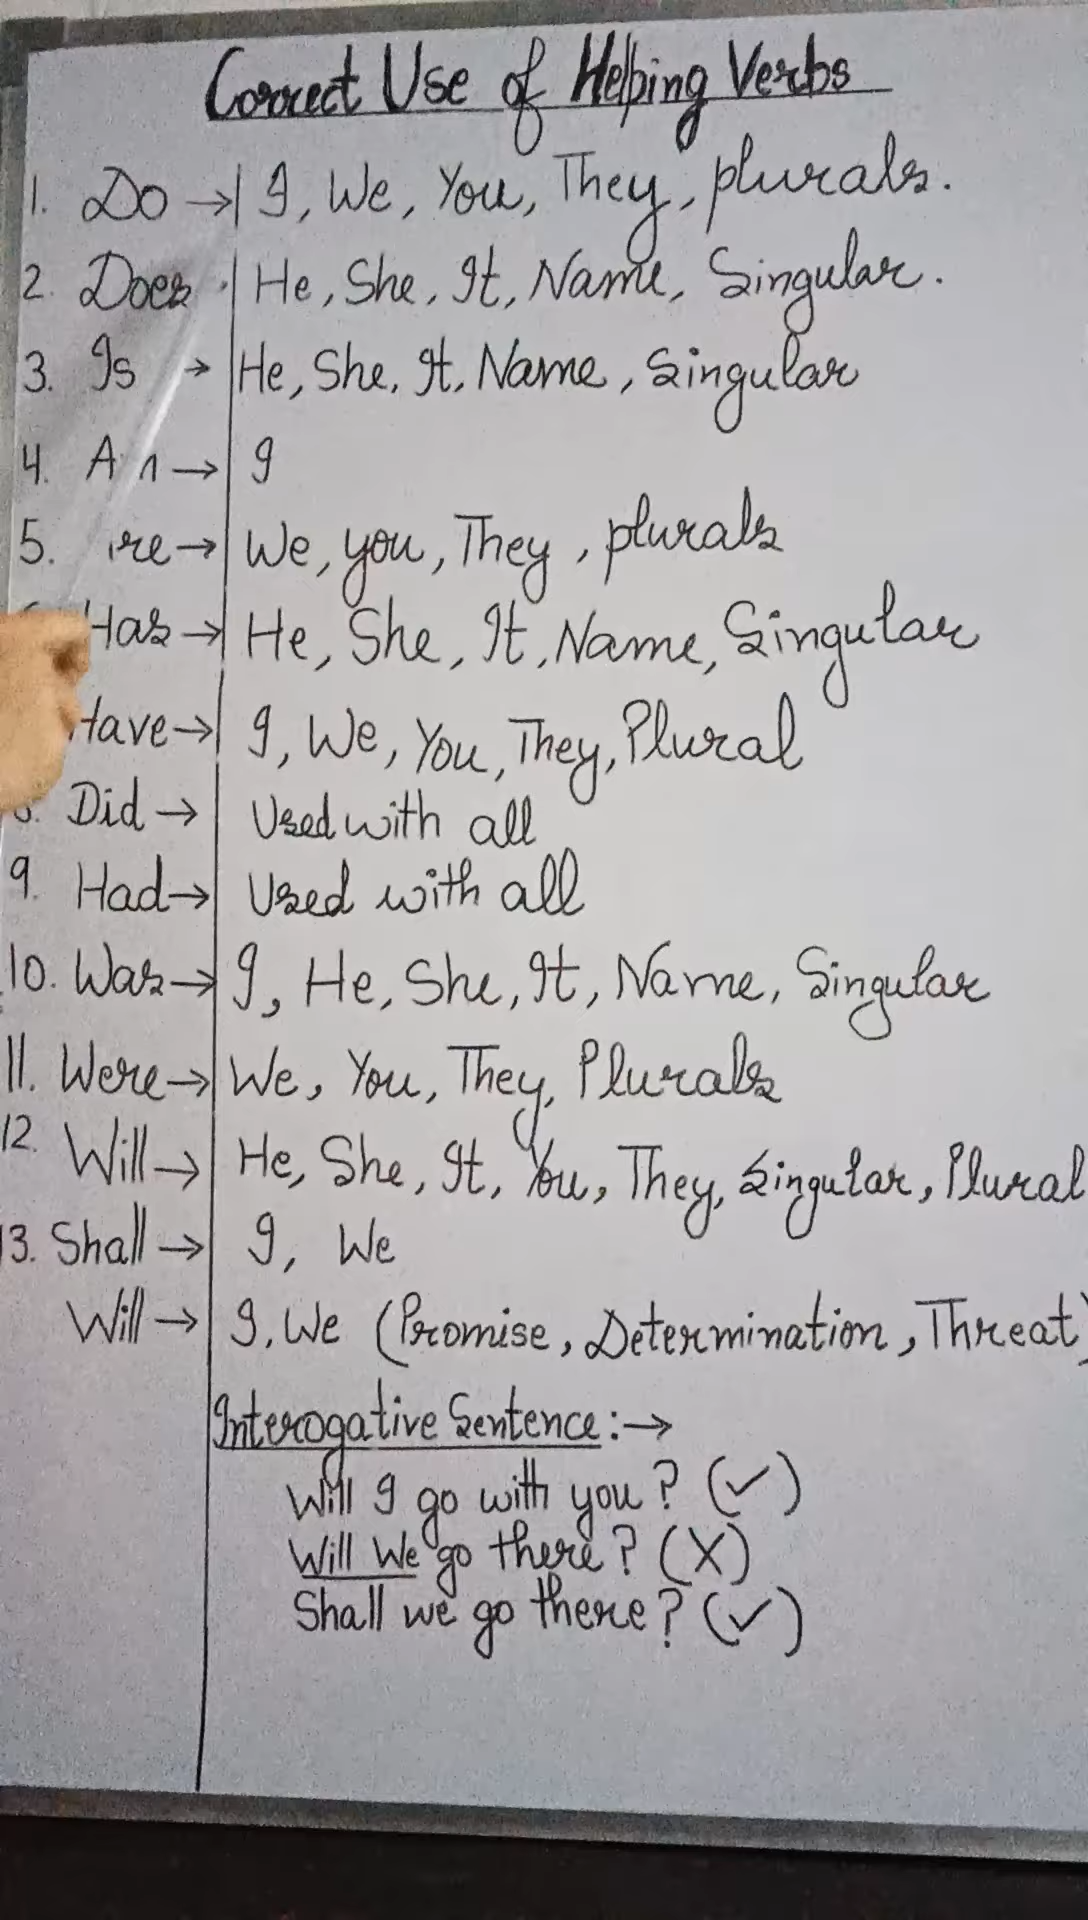 Correct Use of Helping Verbs
1. Do → I, We, You, They, plurals.
2. Does He, She, It, Name, Singular.
3. Is → He, She, It, Name, Singular
4. → I
5. → We, you, They, plurals
Has → He, She, It, Name, Singular
Have → I, We, You, They, Plural
Did → Used with all
9. Had → Used with all
10. Was → I, He, She, It, Name, Singular
11. Were → We, You, They, Plurals
12. Will → He, She, It, You, They, Singular, Plural
13. Shall → I, We
Will → I, We (Promise, Determination, Threat)
Interogative Sentence :→
Will I go with you? (✓)
Will We go there? (X)
Shall we go there? (✓)